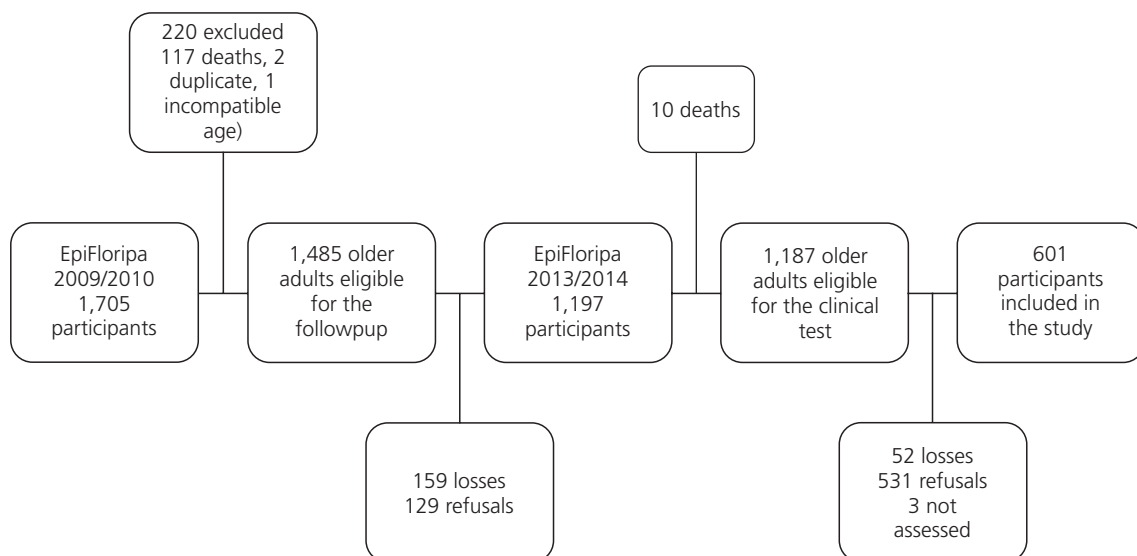 220 excluded
117 deaths, 2
duplicate, 1
incompatible
age)
10 deaths
EpiFloripa
2009/2010
1,705
participants
1,485 older
adults eligible
for the
followpup
EpiFloripa
2013/2014
1,197
participants
1,187 older
adults eligible
for the clinical
test
601
participants
included in
the study
159 losses
129 refusals
52 losses
531 refusals
3 not
assessed